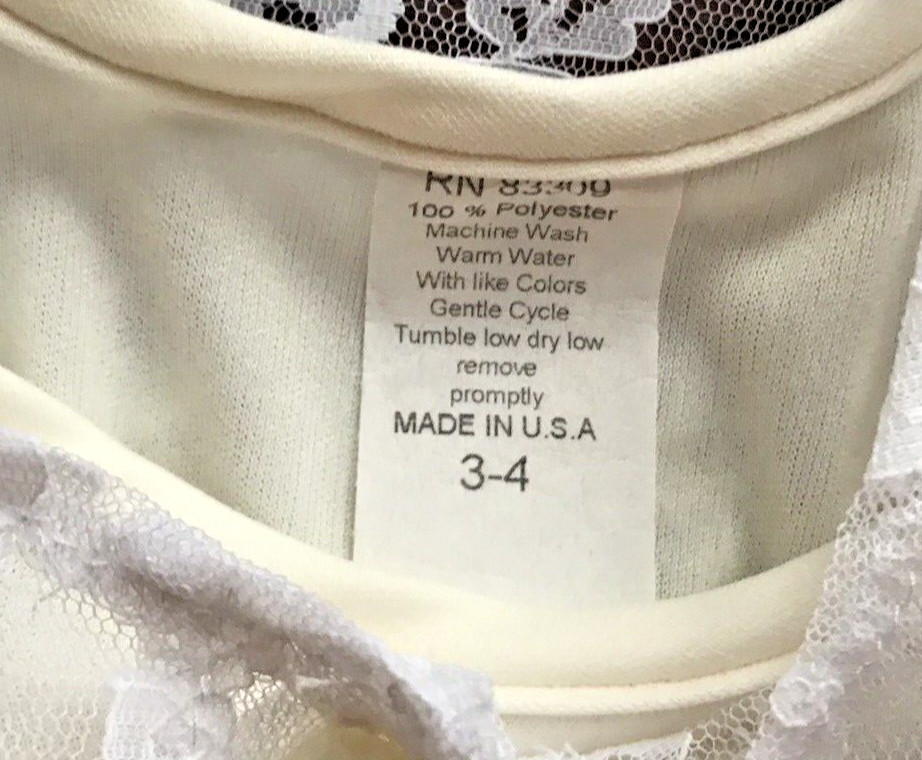 RN 83309
100 % Polyester
Machine Wash
Warm Water
With like Colors
Gentle Cycle
Tumble low dry low
remove
promptly
MADE IN U.S.A
3-4